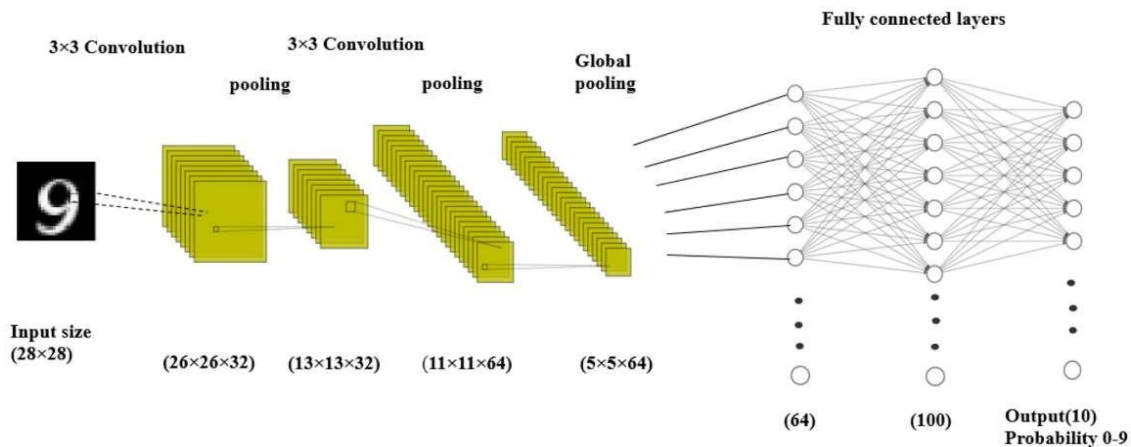 Fully connected layers
3×3 Convolution
3×3 Convolution
pooling
pooling
Global
pooling
9
Input size
(28×28)
(26×26×32)
(13×13×32)
(11×11×64)
(5×5×64)
(64)
(100)
Output(10)
Probability 0-9